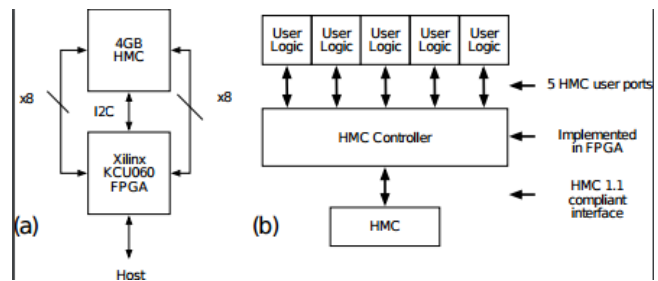 4GB
HMC
x8
I2C
x8
Xilinx
KCU060
FPGA
(a)
Host
User
Logic
User
Logic
User
Logic
User
Logic
User
Logic
5 HMC user ports
HMC Controller
Implemented
in FPGA
HMC 1.1
compliant
interface
(b)
HMC